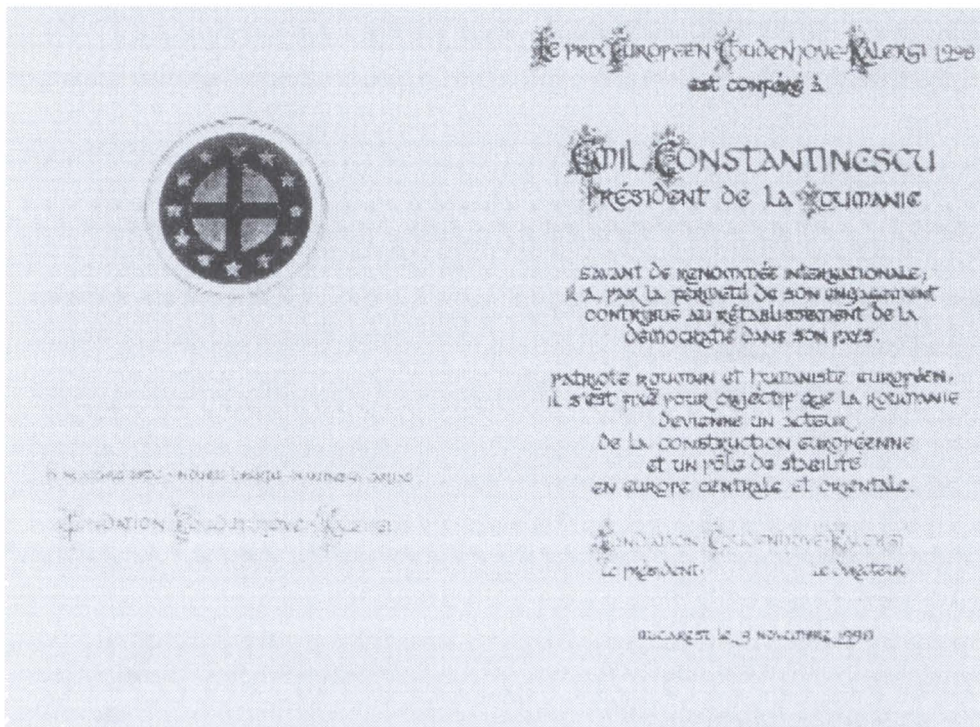 Le prix Européen Coudenhove-Kalergi 1998
est conféré à
Emil Constantinescu
Président de la Roumanie
savant de renommée internationale,
il a par la fermeté de son engagement
contribué au rétablissement de la
démocratie dans son pays.
patriote roumain et humaniste européen,
il s'est fixé pour objectif que la Roumanie
devienne un acteur
de la construction européenne
et un pôle de stabilité
en Europe centrale et orientale.
Fondation Coudenhove-Kalergi
Fondation Coudenhove-Kalergi
le président
le directeur
Bucarest le 9 novembre 1998